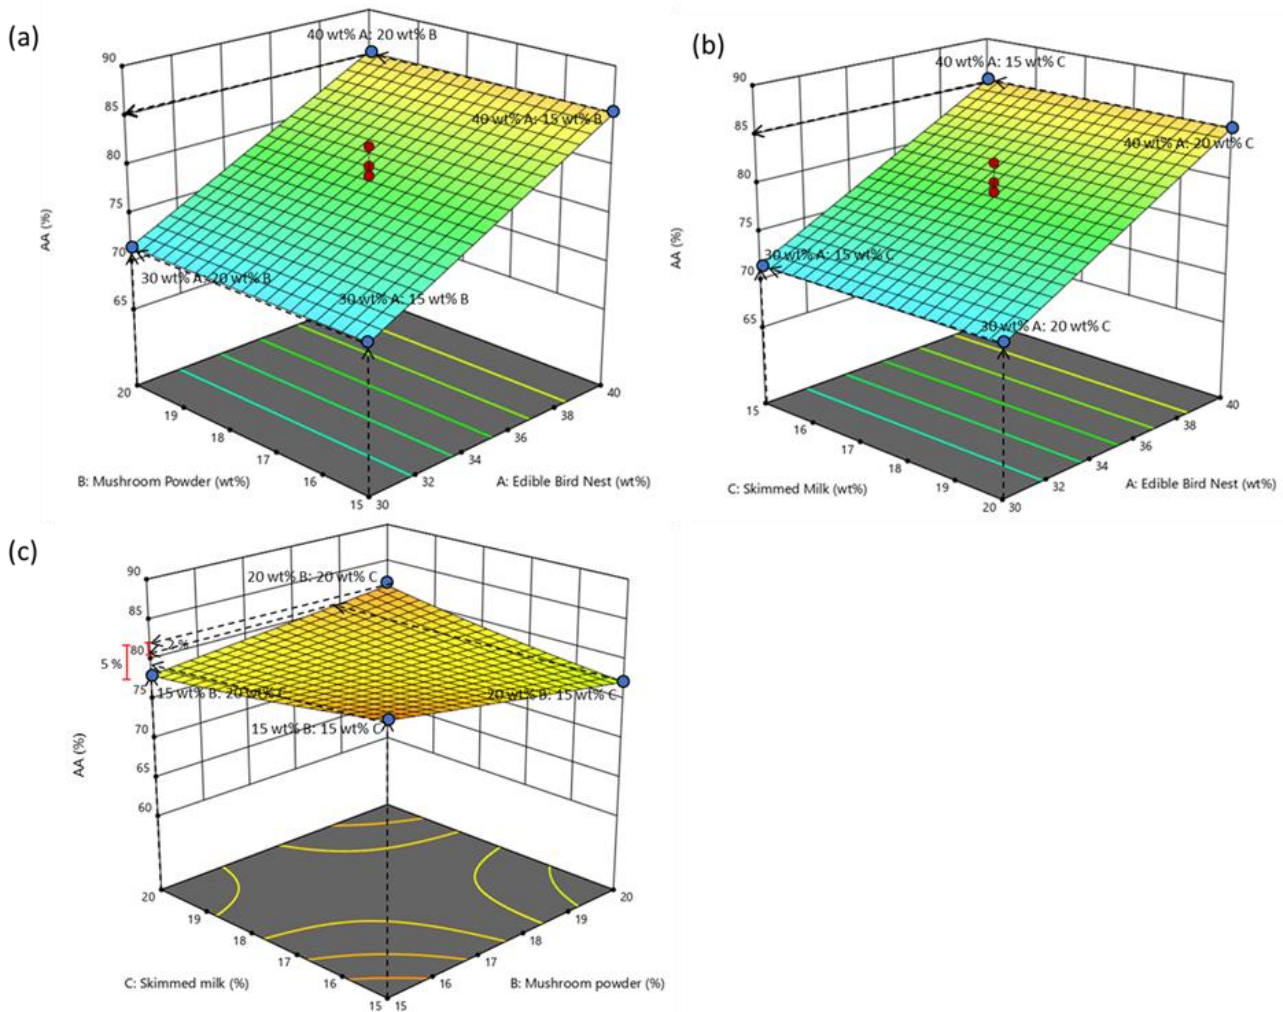 (a)
40 wt% A: 20 wt% B
90
85
40 wt% A: 15 wt% B
80
75
AA (%)
70
30 wt% A: 20 wt% B
30 wt% A: 15 wt% B
65
20
40
19
38
18
36
17
34
B: Mushroom Powder (wt%)
16
32
A: Edible Bird Nest (wt%)
15 30
(b)
40 wt% A: 15 wt% C
90
85
40 wt% A: 20 wt% C
80
75
AA (%)
30 wt% A: 15 wt% C
70
65
30 wt% A: 20 wt% C
15
40
16
38
17
36
18
34
C: Skimmed Milk (wt%)
19
32
A: Edible Bird Nest (wt%)
20 30
(c)
20 wt% B: 20 wt% C
90
85
80
2 %
5 %
75
15 wt% B: 20 wt% C
20 wt% B: 15 wt% C
15 wt% B: 15 wt% C
70
AA (%)
65
60
20
20
19
19
18
18
17
17
C: Skimmed milk (%)
16
16
B: Mushroom powder (%)
15 15